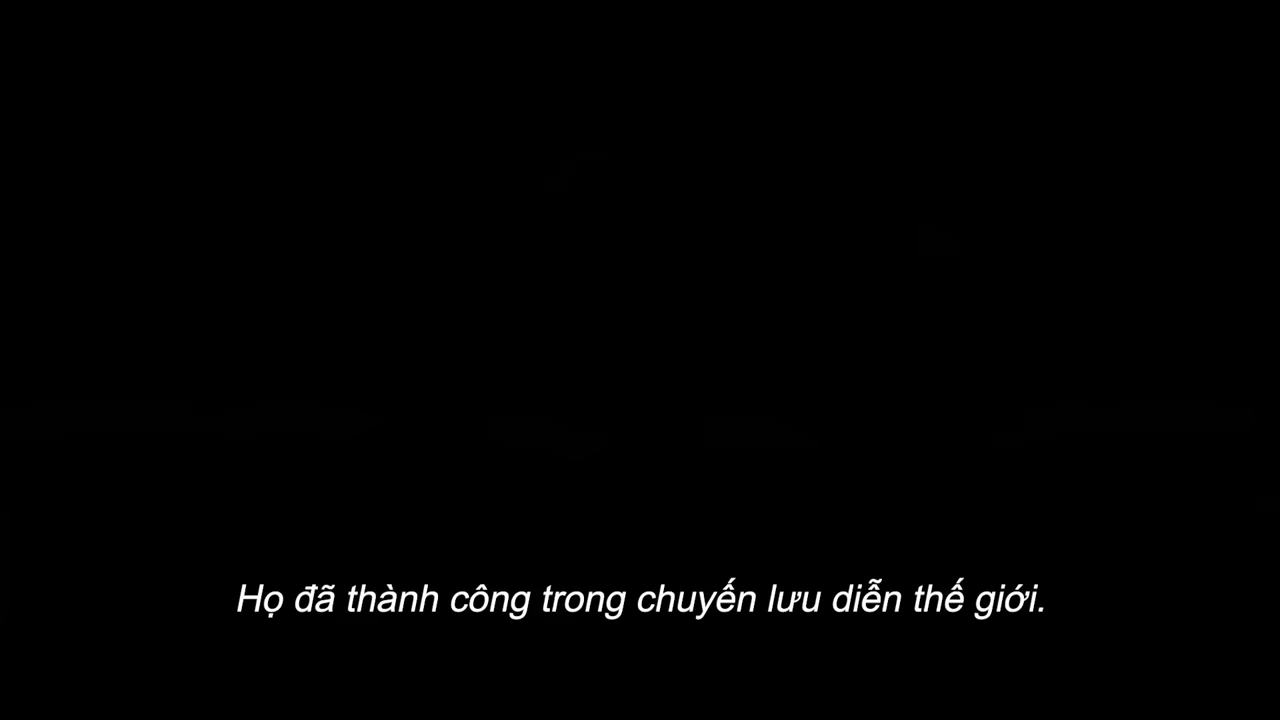 Họ đã thành công trong chuyến lưu diễn thế giới.